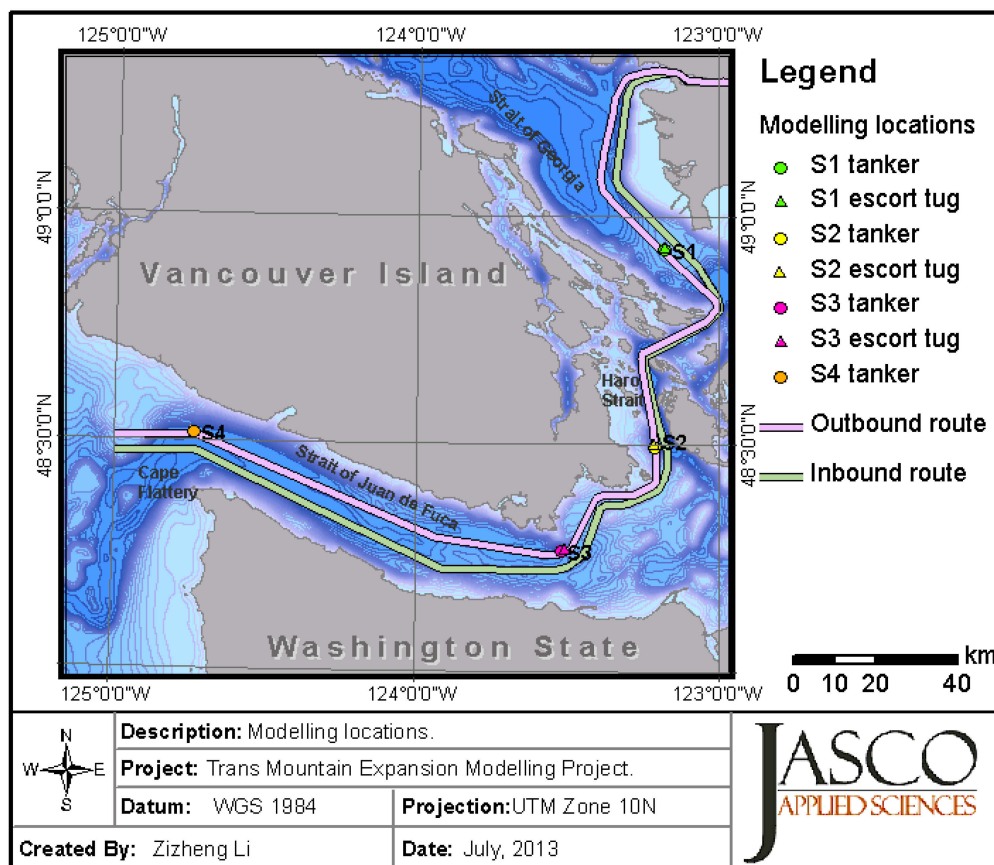 125°0'0"W 124°0'0"W 123°0'0"W
Legend
Modelling locations
S1 tanker
S1 escort tug
S2 tanker
S2 escort tug
S3 tanker
S3 escort tug
S4 tanker
Outbound route
Inbound route
Strait of Georgia
49°0'0"N
49°0'0"N
S1
Vancouver Island
Haro
Strait
S4
S2
48°30'0"N
48°30'0"N
Cape
Flattery
Strait of Juan de Fuca
S3
Washington State
km
0 10 20 40
125°0'0"W 124°0'0"W 123°0'0"W
N
W E
S
Description: Modelling locations.
Project: Trans Mountain Expansion Modelling Project.
Datum: WGS 1984
Projection:UTM Zone 10N
Created By: Zizheng Li
Date: July, 2013
JASCO
APPLIED SCIENCES